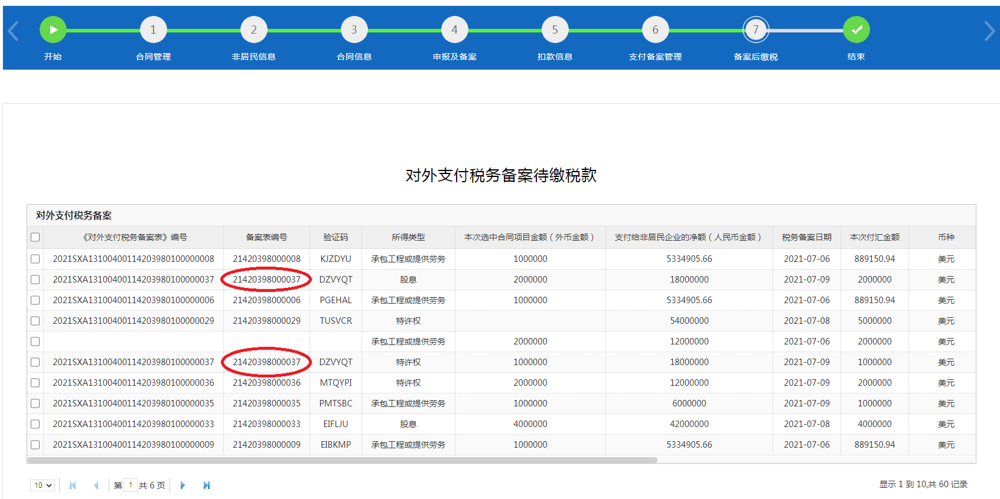 1 2 3 4 5 6 7
开始 合同管理 非居民信息 合同信息 申报及备案 扣款信息 支付备案管理 备案后缴税 结束
对外支付税务备案待缴税款
对外支付税务备案
《对外支付税务备案表》编号 备案表编号 验证码 所得类型 本次选中合同项目金额(外币金额) 支付给非居民企业的净额(人民币金额) 税务备案日期 本次付汇金额 币种
2021SXA13100400114203980100000008 21420398000008 KJZDYU 承包工程或提供劳务 1000000 5334905.66 2021-07-06 889150.94 美元
2021SXA13100400114203980100000037 21420398000037 DZVYQT 股息 2000000 18000000 2021-07-09 2000000 美元
2021SXA13100400114203980100000006 21420398000006 PGEHAL 承包工程或提供劳务 1000000 5334905.66 2021-07-06 889150.94 美元
2021SXA13100400114203980100000029 21420398000029 TUSVCR 特许权 54000000 2021-07-08 5000000 美元
承包工程或提供劳务 2000000 12000000 2021-07-06 2000000 美元
2021SXA13100400114203980100000037 21420398000037 DZVYQT 特许权 1000000 18000000 2021-07-09 1000000 美元
2021SXA13100400114203980100000036 21420398000036 MTQYPI 特许权 2000000 12000000 2021-07-09 2000000 美元
2021SXA13100400114203980100000035 21420398000035 PMTSBC 承包工程或提供劳务 1000000 6000000 2021-07-09 1000000 美元
2021SXA13100400114203980100000033 21420398000033 EIFLJU 股息 4000000 42000000 2021-07-08 4000000 美元
2021SXA13100400114203980100000009 21420398000009 EIBKMP 承包工程或提供劳务 1000000 5334905.66 2021-07-06 889150.94 美元
10 第 1 共 6 页 显示 1 到 10,共 60 记录